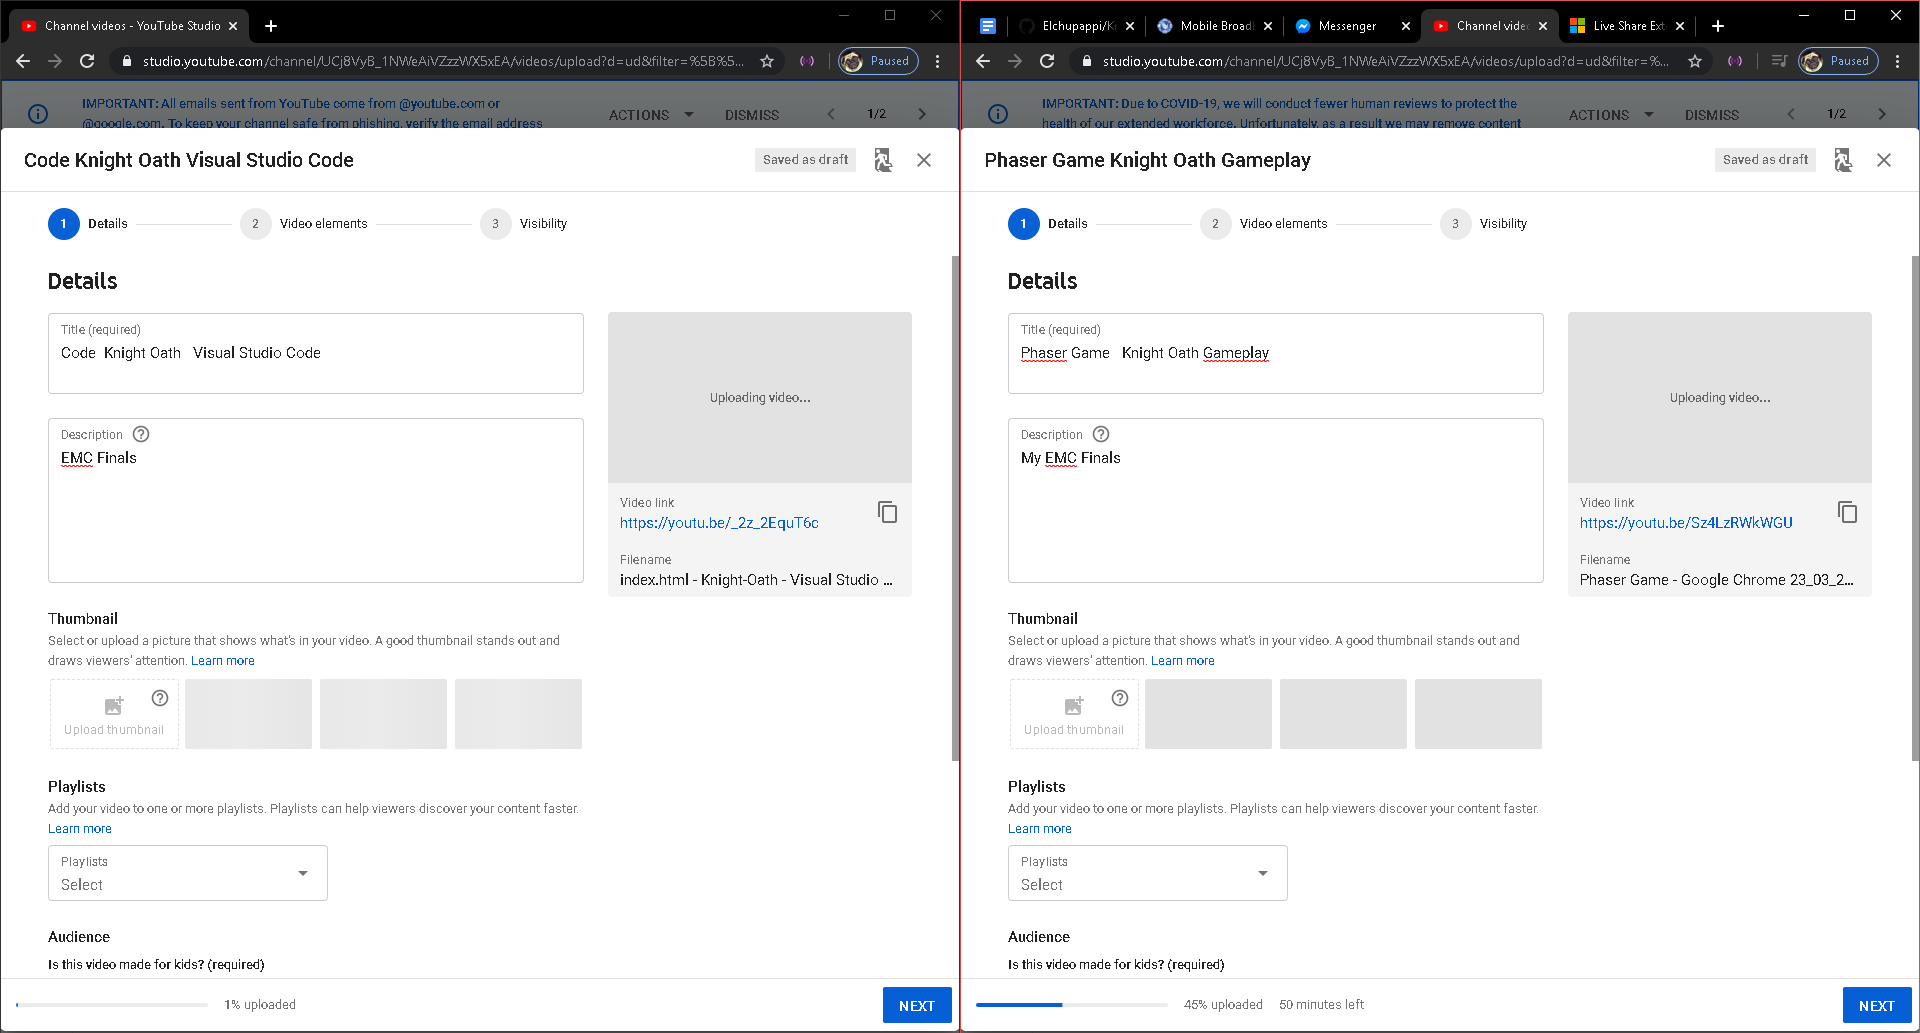 Channel videos - YouTube Studio
studio.youtube.com/channel/UCj8VyB_1NWeAiVZzzWX5xEA/videos/upload?d=ud&filter=%5B%5...
Paused
IMPORTANT: All emails sent from YouTube come from @youtube.com or
@google.com. To keep your channel safe from phishing, verify the email address
ACTIONS
DISMISS
1/2
Code Knight Oath Visual Studio Code
Saved as draft
1 Details
2 Video elements
3 Visibility
Details
Title (required)
Code  Knight Oath   Visual Studio Code
Uploading video...
Description
EMC Finals
Video link
https://youtu.be/_2z_2EquT6c
Filename
index.html - Knight-Oath - Visual Studio ...
Thumbnail
Select or upload a picture that shows what's in your video. A good thumbnail stands out and
draws viewers' attention. Learn more
Upload thumbnail
Playlists
Add your video to one or more playlists. Playlists can help viewers discover your content faster.
Learn more
Playlists
Select
Audience
Is this video made for kids? (required)
1% uploaded
NEXT
Elchupappi/K
Mobile Broadb
Messenger
Channel video
Live Share Ext
studio.youtube.com/channel/UCj8VyB_1NWeAiVZzzWX5xEA/videos/upload?d=ud&filter=%...
Paused
IMPORTANT: Due to COVID-19, we will conduct fewer human reviews to protect the
health of our extended workforce. Unfortunately, as a result we may remove content
ACTIONS
DISMISS
1/2
Phaser Game Knight Oath Gameplay
Saved as draft
1 Details
2 Video elements
3 Visibility
Details
Title (required)
Phaser Game   Knight Oath Gameplay
Uploading video...
Description
My EMC Finals
Video link
https://youtu.be/Sz4LzRWkWGU
Filename
Phaser Game - Google Chrome 23_03_2...
Thumbnail
Select or upload a picture that shows what's in your video. A good thumbnail stands out and
draws viewers' attention. Learn more
Upload thumbnail
Playlists
Add your video to one or more playlists. Playlists can help viewers discover your content faster.
Learn more
Playlists
Select
Audience
Is this video made for kids? (required)
45% uploaded
50 minutes left
NEXT